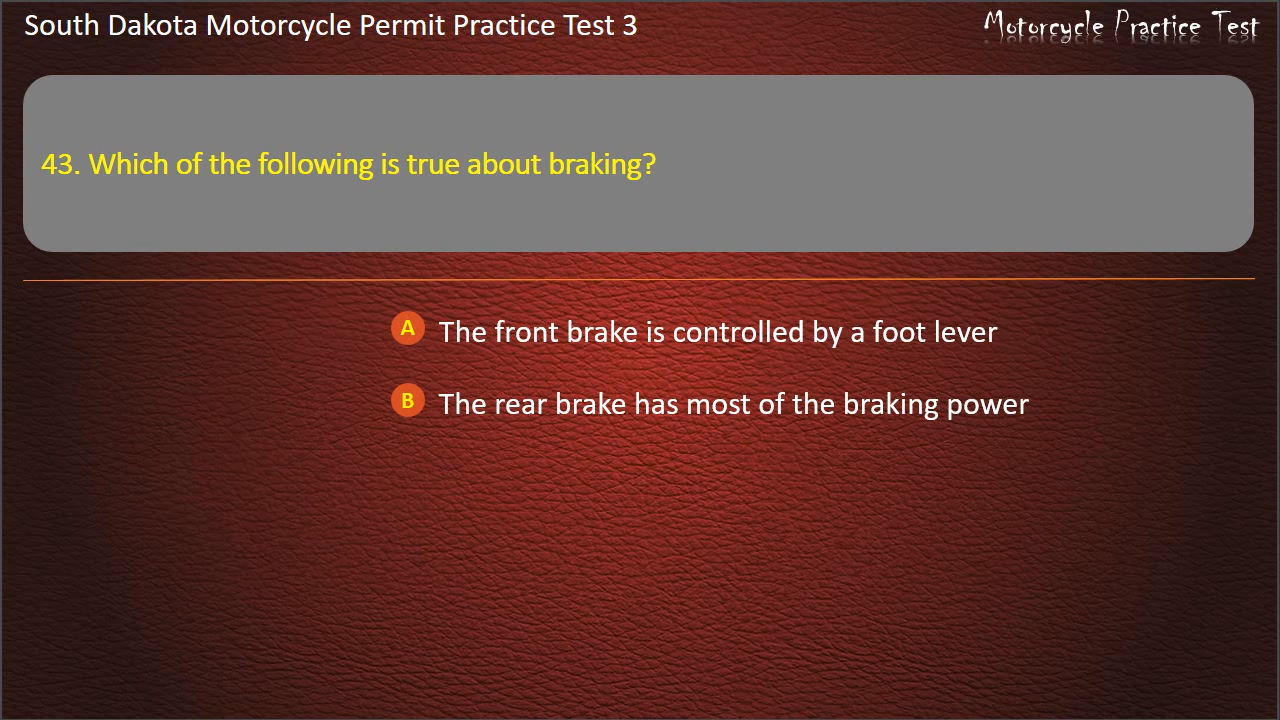 South Dakota Motorcycle Permit Practice Test 3
Motorcycle Practice Test
43. Which of the following is true about braking?
A The front brake is controlled by a foot lever
B The rear brake has most of the braking power